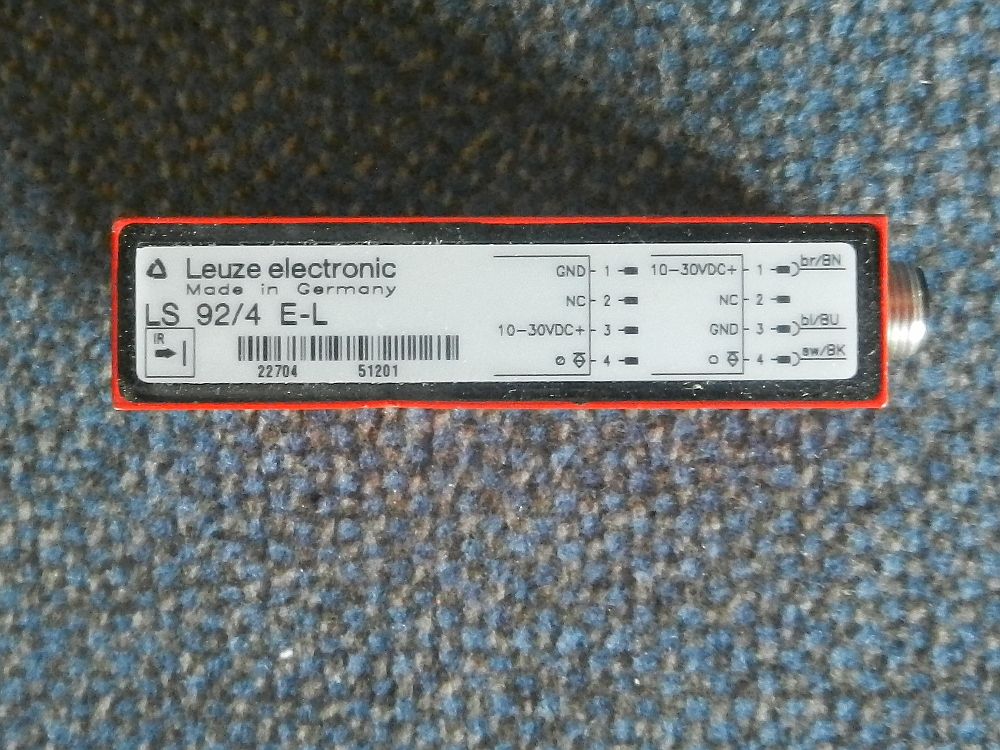 Leuze electronic
Made in Germany
LS 92/4 E-L
IR
22704 51201
GND 1
NC 2
10-30VDC+ 3
4
10-30VDC+ 1 br/BN
NC 2
GND 3 bl/BU
4 sw/BK